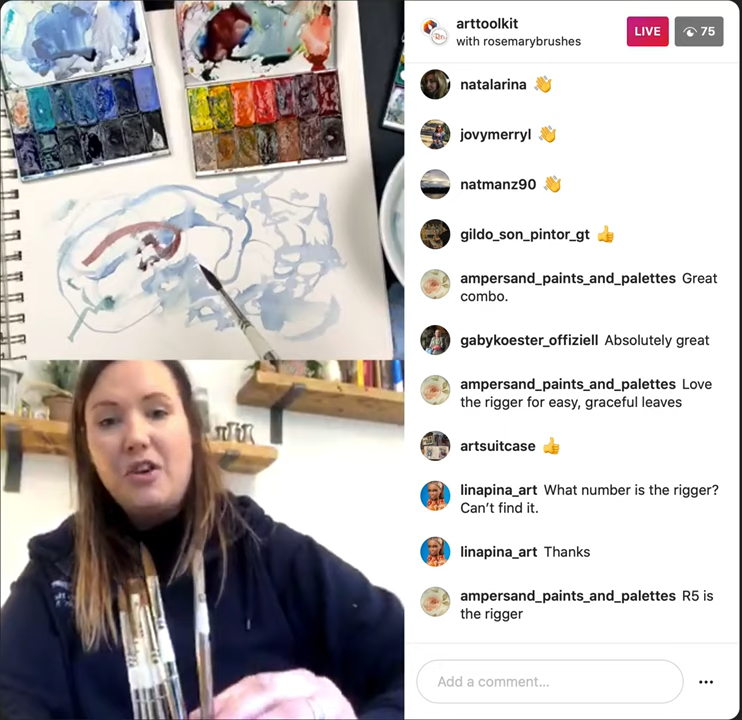 arttoolkit
with rosemarybrushes
LIVE
75
natalarina 👋
jovymerryl 👋
natmanz90 👋
gildo_son_pintor_gt 👍
ampersand_paints_and_palettes Great
combo.
gabykoester_offiziell Absolutely great
ampersand_paints_and_palettes Love
the rigger for easy, graceful leaves
artsuitcase 👍
linapina_art What number is the rigger?
Can’t find it.
linapina_art Thanks
ampersand_paints_and_palettes R5 is
the rigger
Add a comment...